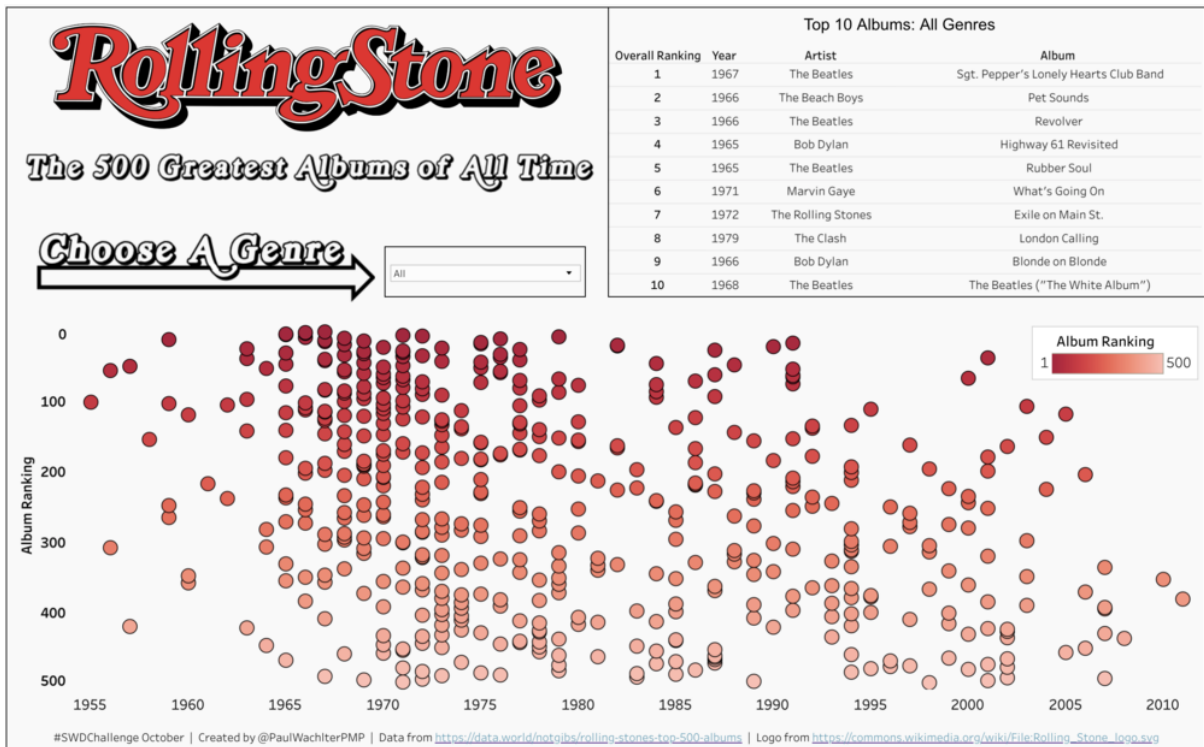 RollingStone
The 500 Greatest Albums of All Time
Choose A Genre
All
Top 10 Albums: All Genres
Overall Ranking Year Artist Album
1 1967 The Beatles Sgt. Pepper's Lonely Hearts Club Band
2 1966 The Beach Boys Pet Sounds
3 1966 The Beatles Revolver
4 1965 Bob Dylan Highway 61 Revisited
5 1965 The Beatles Rubber Soul
6 1971 Marvin Gaye What's Going On
7 1972 The Rolling Stones Exile on Main St.
8 1979 The Clash London Calling
9 1966 Bob Dylan Blonde on Blonde
10 1968 The Beatles The Beatles ("The White Album")
Album Ranking
1 500
Album Ranking
0
100
200
300
400
500
1955 1960 1965 1970 1975 1980 1985 1990 1995 2000 2005 2010
#SWDChallenge October | Created by @PaulWachlterPMP | Data from https://data.world/notgibs/rolling-stones-top-500-albums | Logo from https://commons.wikimedia.org/wiki/File:Rolling_Stone_logo.svg